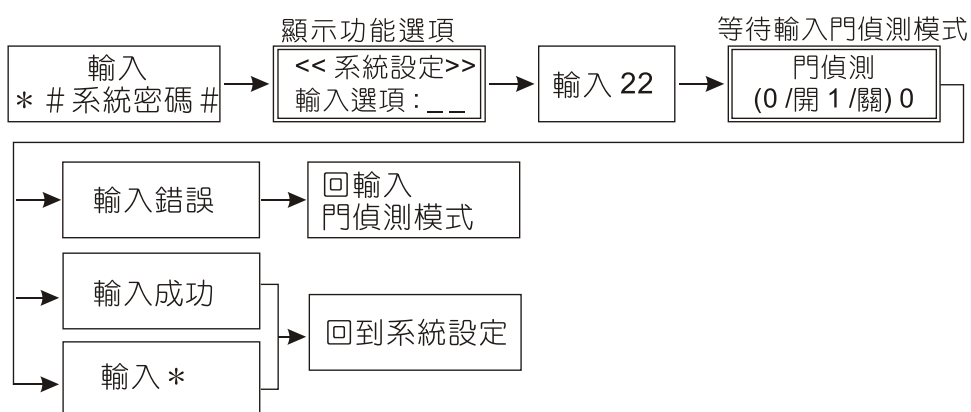 顯示功能選項
等待輸入門偵測模式
輸入
＊＃系統密碼＃
<< 系統設定>>
輸入選項：_ _
輸入 22
門偵測
(0 /開 1 /關) 0
輸入錯誤
回輸入
門偵測模式
輸入成功
回到系統設定
輸入＊